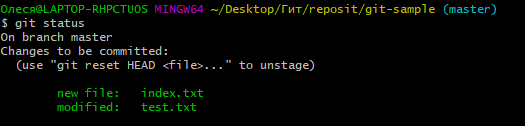 Олеся@LAPTOP-RHPCTUOS MINGW64 ~/Desktop/Гит/reposit/git-sample (master)
$ git status
On branch master
Changes to be committed:
  (use "git reset HEAD <file>..." to unstage)

        new file:   index.txt
        modified:   test.txt